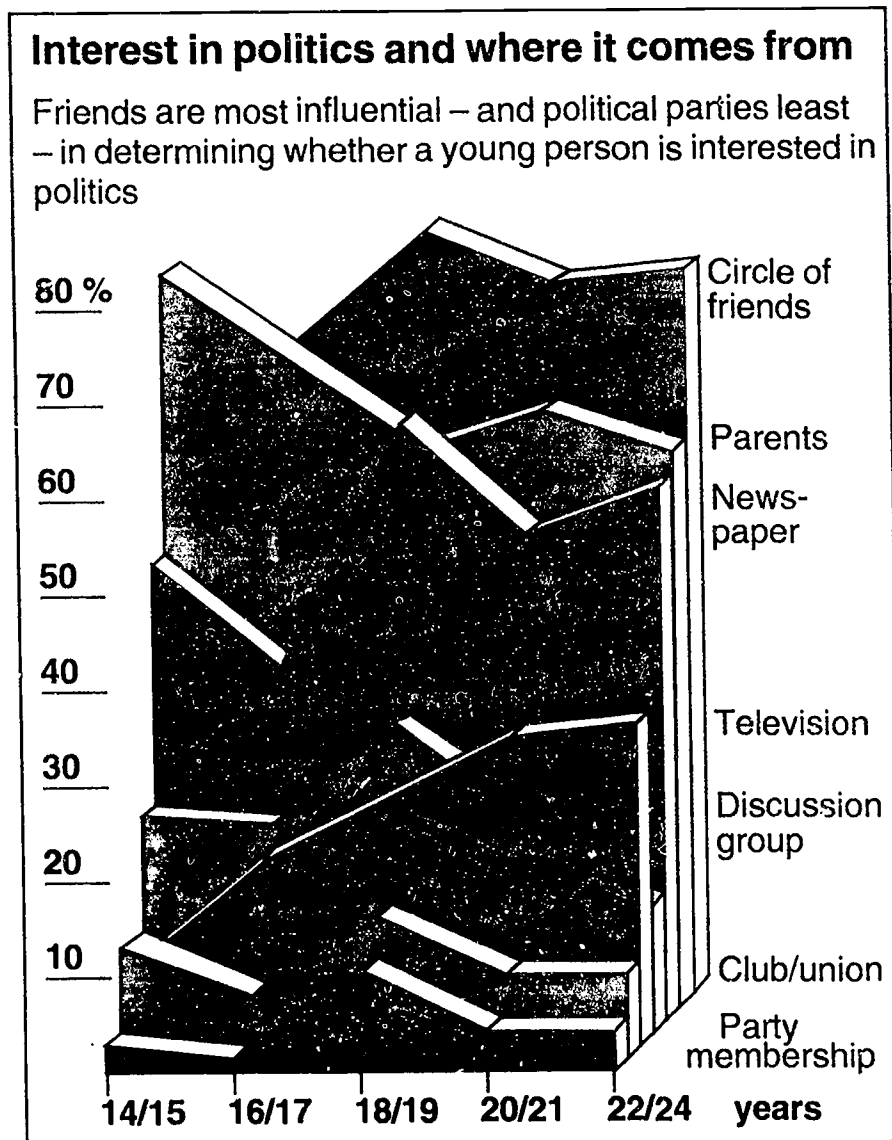 Interest in politics and where it comes from
Friends are most influential – and political parties least
– in determining whether a young person is interested in
politics
80 %
70
60
50
40
30
20
10
Circle of
friends
Parents
News-
paper
Television
Discussion
group
Club/union
Party
membership
14/15 16/17 18/19 20/21 22/24 years